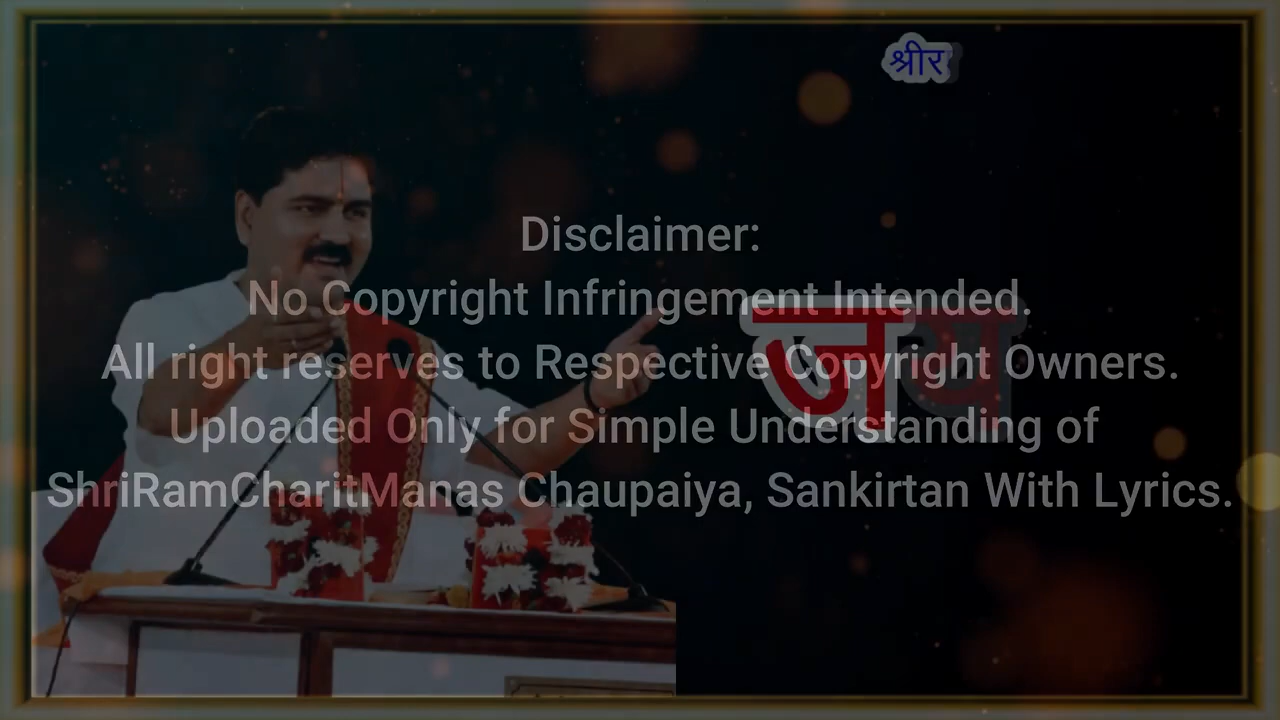 श्रीर
Disclaimer:
No Copyright Infringement Intended.
जय
All right reserves to Respective Copyright Owners.
Uploaded Only for Simple Understanding of
ShriRamCharitManas Chaupaiya, Sankirtan With Lyrics.